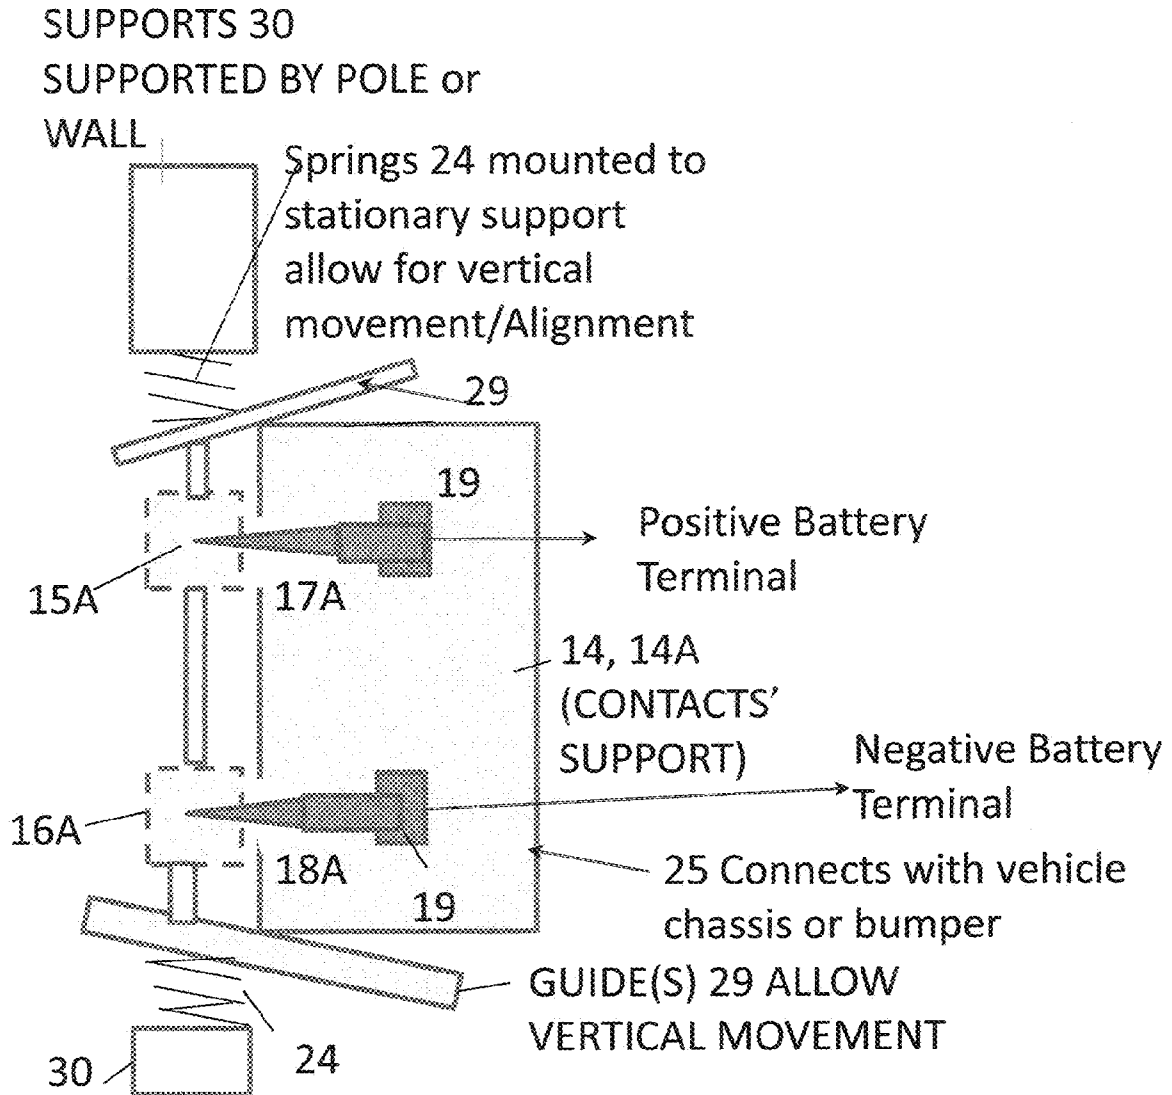 SUPPORTS 30
SUPPORTED BY POLE or
WALL
Springs 24 mounted to
stationary support
allow for vertical
movement/Alignment
29
19
Positive Battery
Terminal
15A
17A
14, 14A
(CONTACTS'
SUPPORT)
Negative Battery
Terminal
16A
18A
19
25 Connects with vehicle
chassis or bumper
GUIDE(S) 29 ALLOW
VERTICAL MOVEMENT
24
30